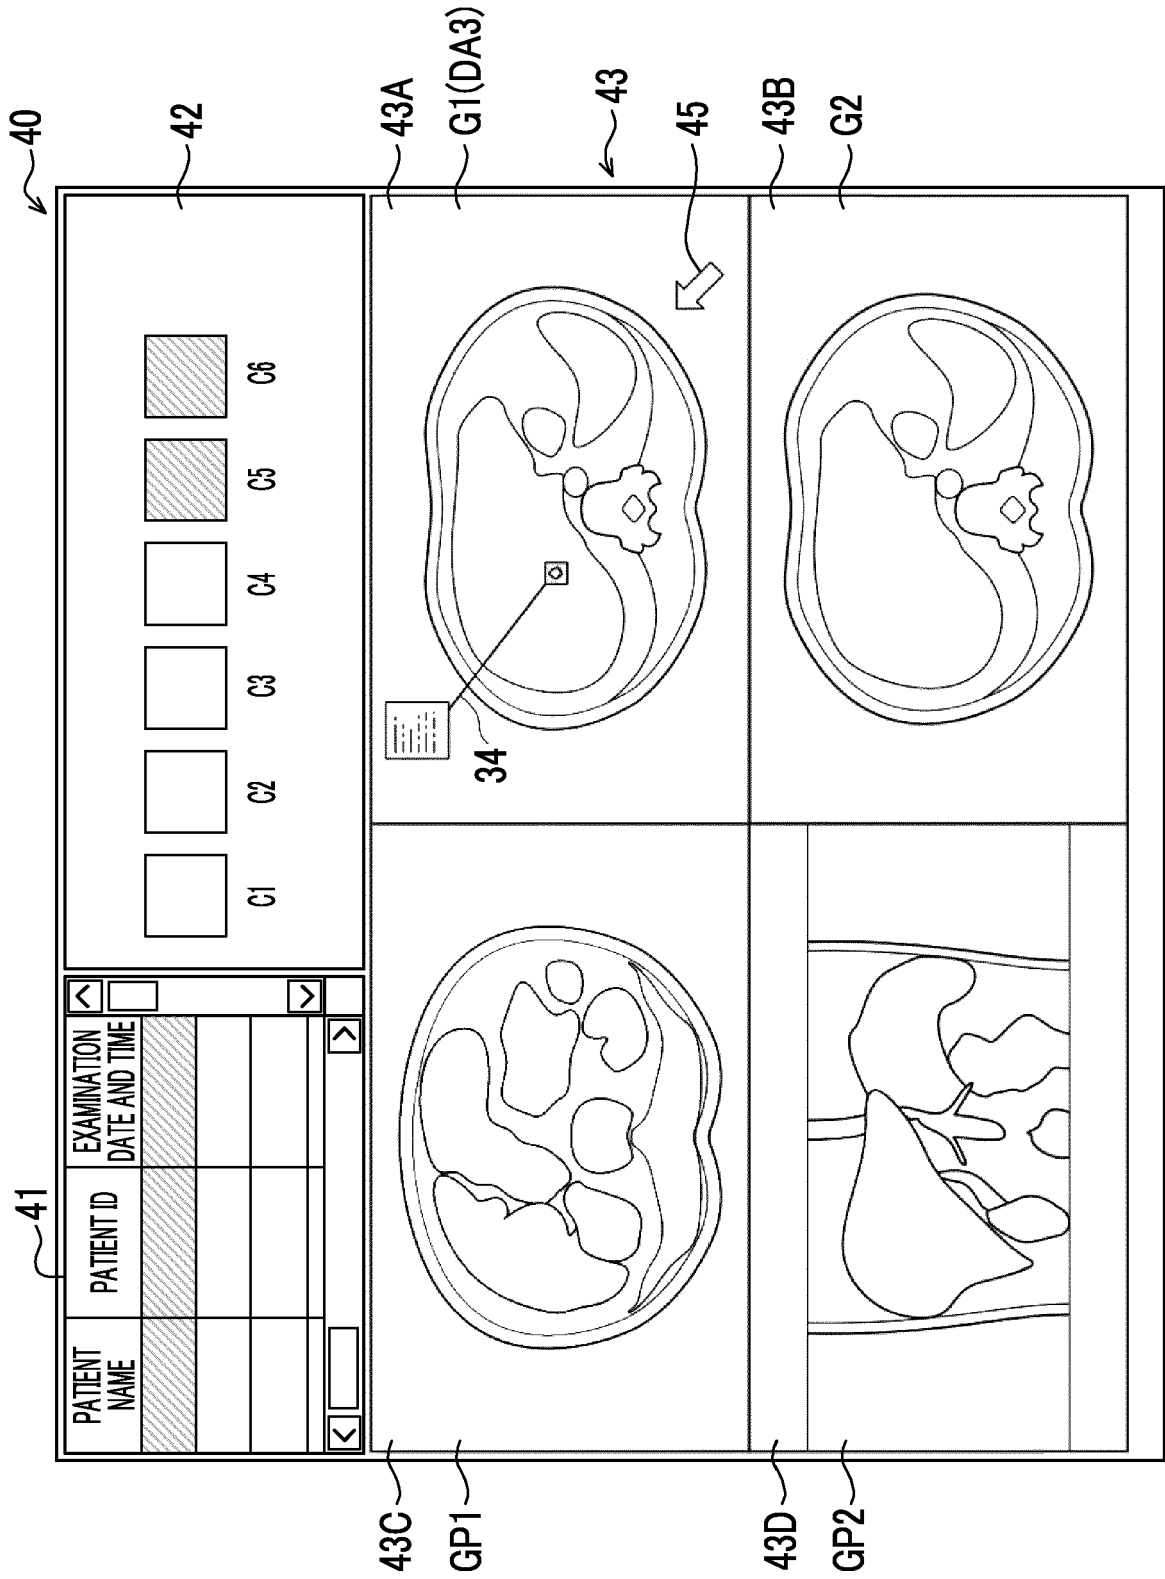 40
41
42
PATIENT
NAME
PATIENT ID
EXAMINATION
DATE AND TIME
C1
C2
C3
C4
C5
C6
43C
GP1
34
43A
G1(DA3)
43
45
43D
GP2
43B
G2